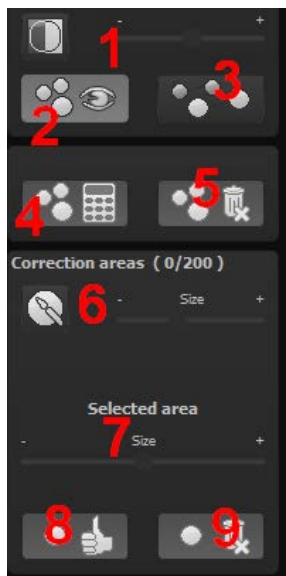 - +
1
2
3
4
5
Correction areas ( 0/200 )
6 - Size +
Selected area
- 7 Size +
8
9